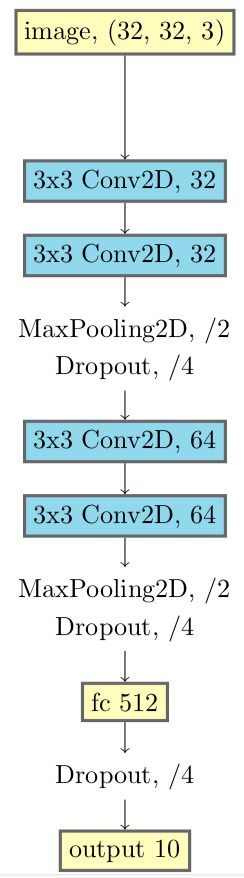 image, (32, 32, 3)
3x3 Conv2D, 32
3x3 Conv2D, 32
MaxPooling2D, /2
Dropout, /4
3x3 Conv2D, 64
3x3 Conv2D, 64
MaxPooling2D, /2
Dropout, /4
fc 512
Dropout, /4
output 10